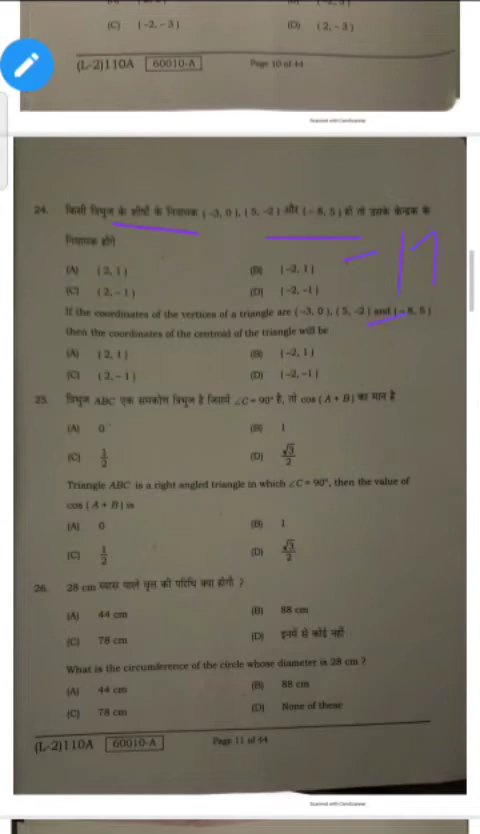 (C) (-2, -3) (D) (2, -3)
(L-2)110A 60010-A Page 10 of 44
Scanned with CamScanner
24. किसी त्रिभुज के शीर्षों के निर्देशांक (-3, 0), (5, -2) और (-8, 5) हों तो उसके केन्द्रक के
निर्देशांक होंगे
(A) (2, 1) (B) (-2, 1)
(C) (2, -1) (D) (-2, -1)
If the coordinates of the vertices of a triangle are (-3, 0), (5, -2) and (-8, 5)
then the coordinates of the centroid of the triangle will be
(A) (2, 1) (B) (-2, 1)
(C) (2, -1) (D) (-2, -1)
25. त्रिभुज ABC एक समकोण त्रिभुज है जिसमें ∠C = 90° है, तो cos (A + B) का मान है
(A) 0 (B) 1
(C) 1/2 (D) √3/2
Triangle ABC is a right angled triangle in which ∠C = 90°, then the value of
cos (A + B) is
(A) 0 (B) 1
(C) 1/2 (D) √3/2
26. 28 cm व्यास वाले वृत्त की परिधि क्या होगी ?
(A) 44 cm (B) 88 cm
(C) 78 cm (D) इनमें से कोई नहीं
What is the circumference of the circle whose diameter is 28 cm ?
(A) 44 cm (B) 88 cm
(C) 78 cm (D) None of these
(L-2)110A 60010-A Page 11 of 44
Scanned with CamScanner